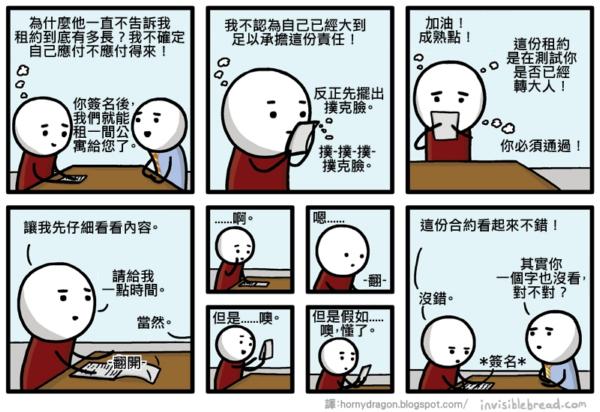 為什麼他一直不告訴我
租約到底有多長？我不確定
自己應付不應付得來！
你簽名後，
我們就能
租一間公
寓給您了。
我不認為自己已經大到
足以承擔這份責任！
反正先擺出
撲克臉。
撲-撲-撲-
撲克臉。
加油！
成熟點！
這份租約
是在測試你
是否已經
轉大人！
你必須通過！
讓我先仔細看看內容。
請給我
一點時間。
當然。
-翻開-
......啊。
嗯......
-翻-
但是......噢。
但是假如.....
噢，懂了。
這份合約看起來不錯！
沒錯。
其實你
一個字也沒看，
對不對？
*簽名*
譯:hornydragon.blogspot.com/
invisiblebread.com